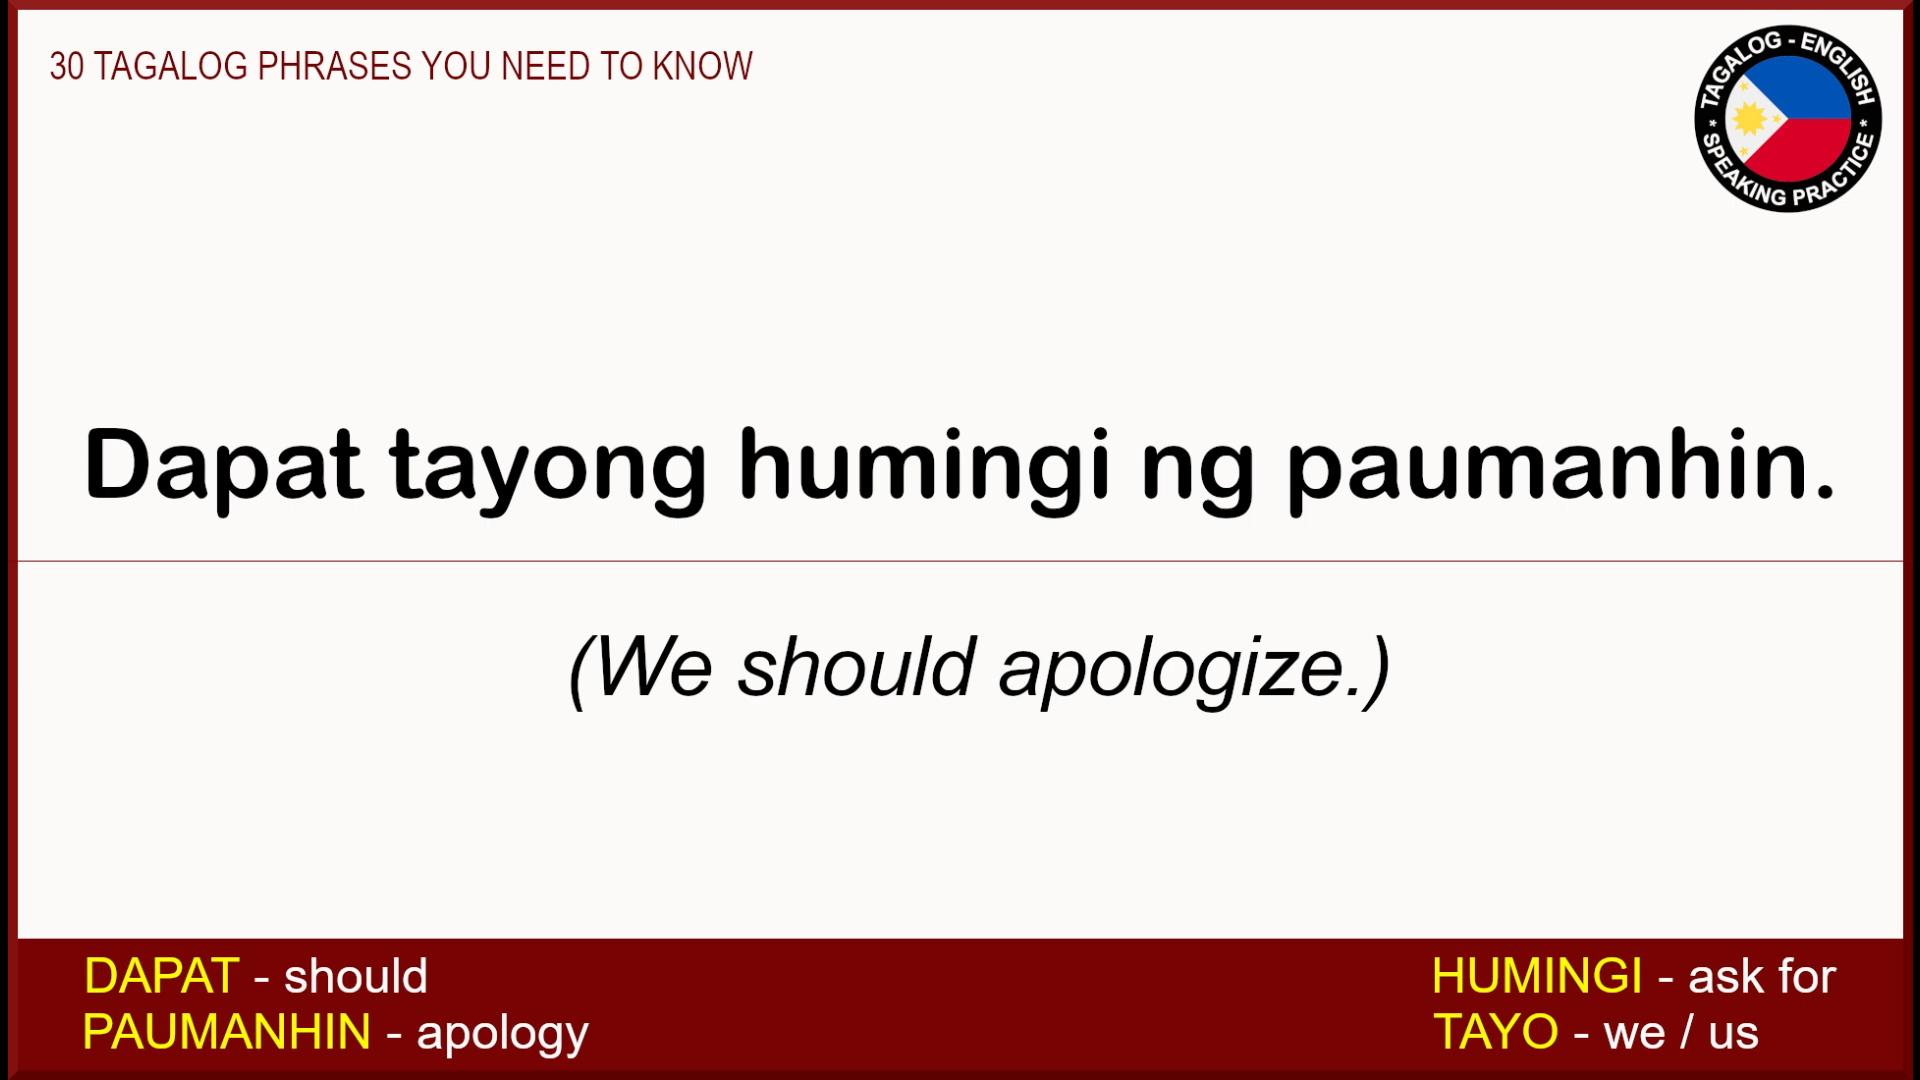 30 TAGALOG PHRASES YOU NEED TO KNOW
TAGALOG - ENGLISH
* SPEAKING PRACTICE *
Dapat tayong humingi ng paumanhin.
(We should apologize.)
DAPAT - should
PAUMANHIN - apology
HUMINGI - ask for
TAYO - we / us